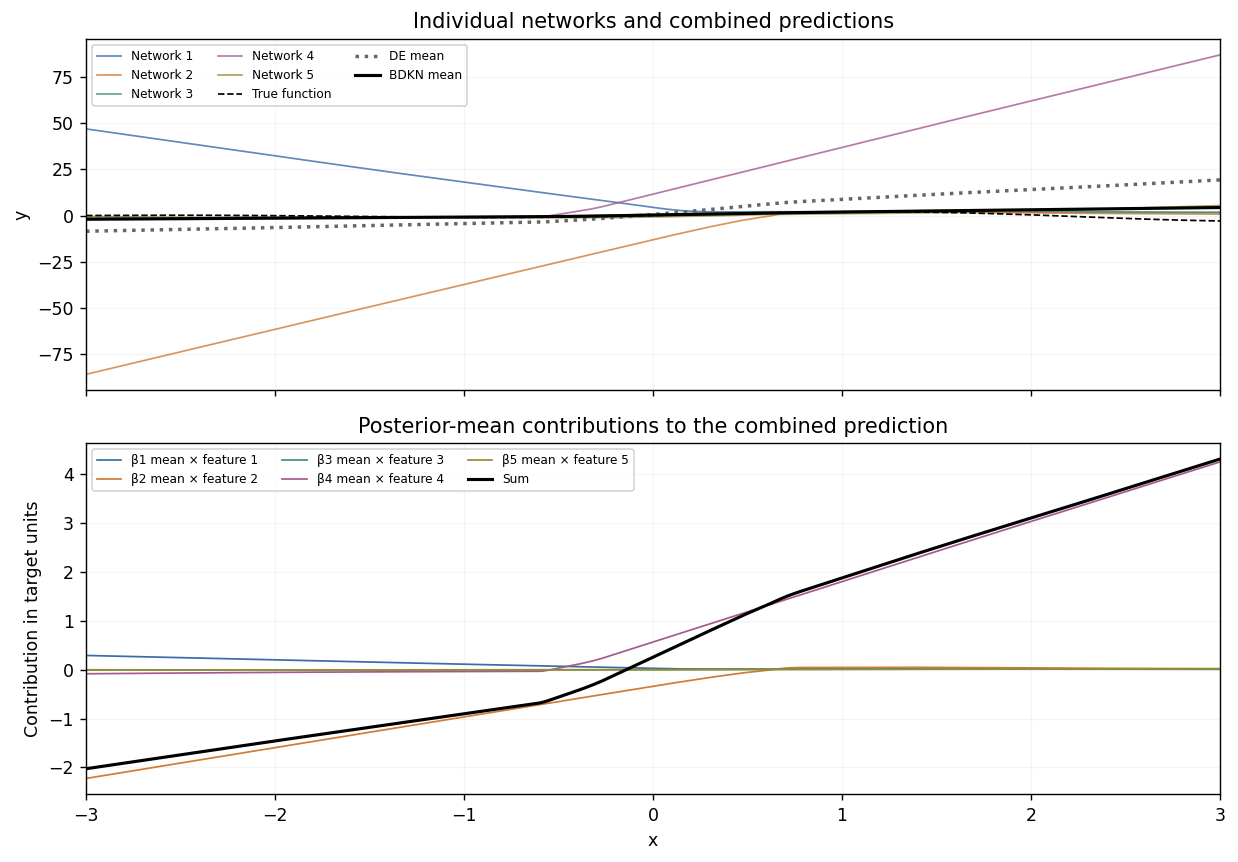 Individual networks and combined predictions
Network 1
Network 2
Network 3
Network 4
Network 5
True function
DE mean
BDKN mean
75
50
25
0
−25
−50
−75
y
Posterior-mean contributions to the combined prediction
β1 mean × feature 1
β2 mean × feature 2
β3 mean × feature 3
β4 mean × feature 4
β5 mean × feature 5
Sum
4
3
2
1
0
−1
−2
Contribution in target units
−3 −2 −1 0 1 2 3
x